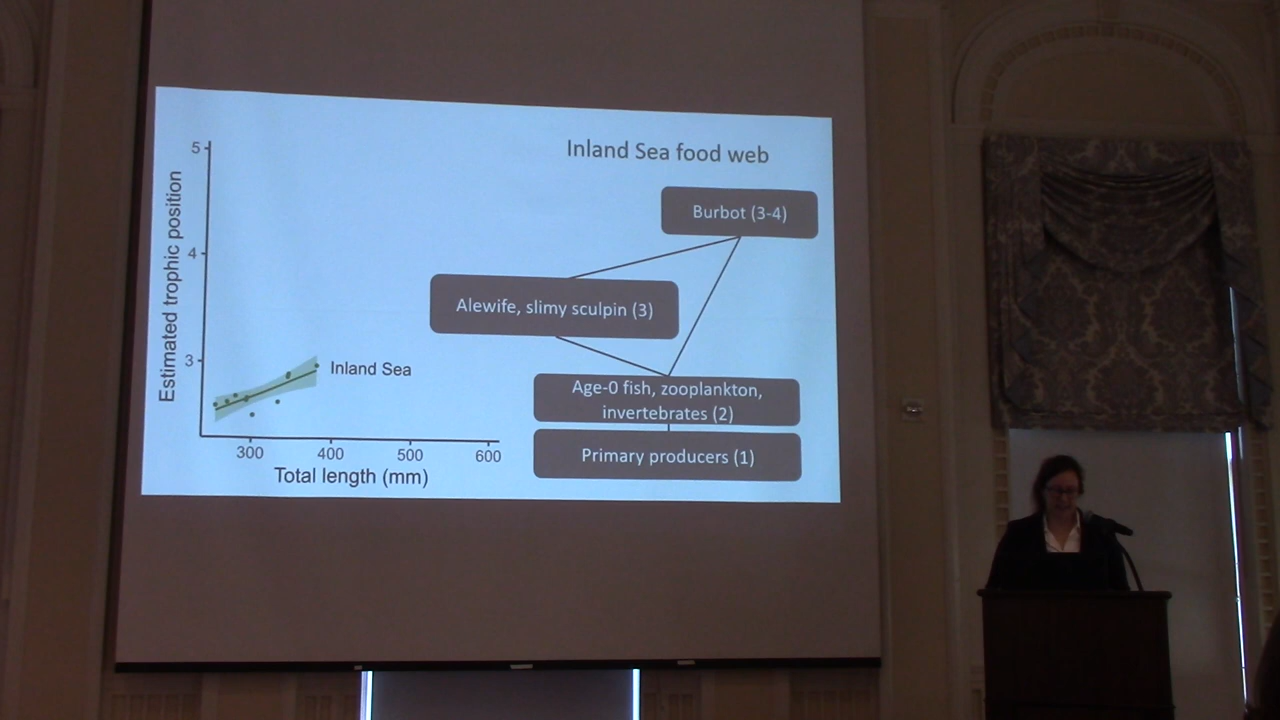 Inland Sea food web
5
4
3
Estimated trophic position
Inland Sea
300 400 500 600
Total length (mm)
Burbot (3-4)
Alewife, slimy sculpin (3)
Age-0 fish, zooplankton,
invertebrates (2)
Primary producers (1)